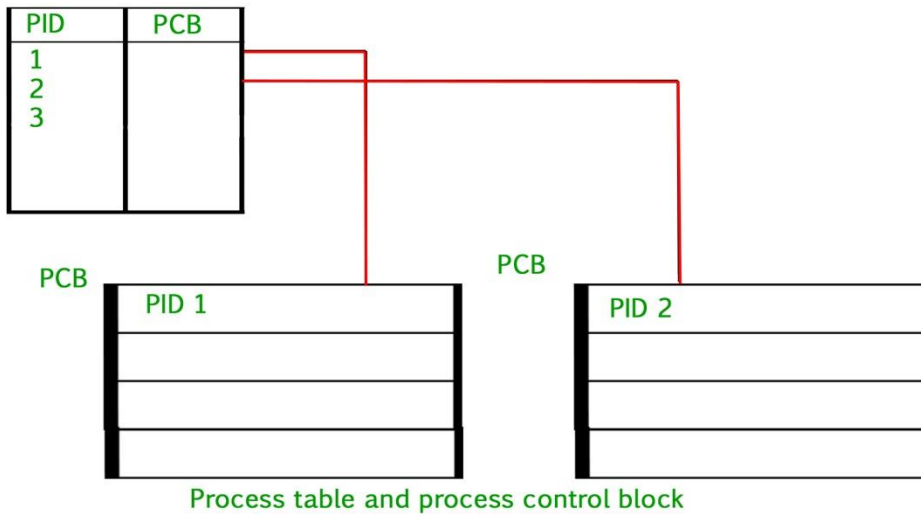 PID PCB
1
2
3
PCB
PID 1
PCB
PID 2
Process table and process control block